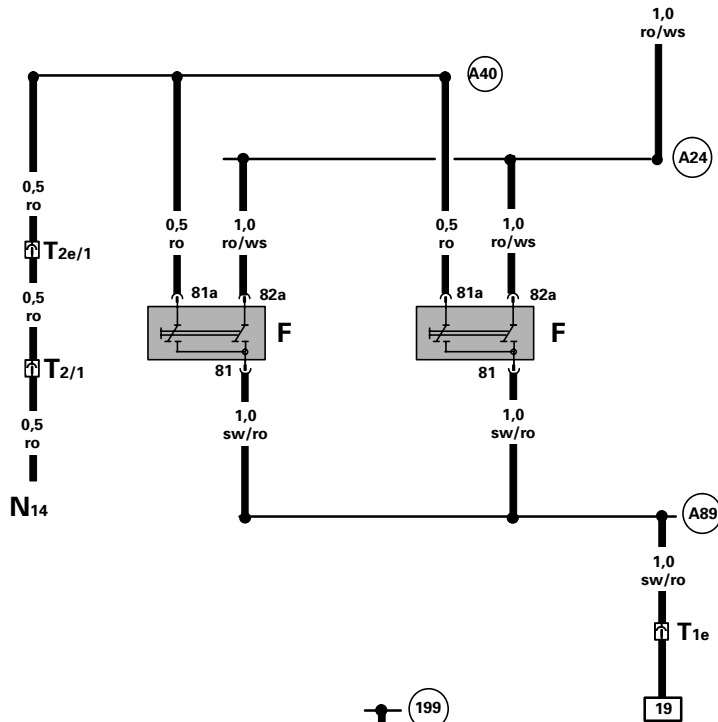 1,0
ro/ws
A40
A24
0,5
ro
0,5
ro
1,0
ro/ws
0,5
ro
1,0
ro/ws
T2e/1
81a
82a
81a
82a
0,5
ro
F
F
T2/1
81
81
0,5
ro
1,0
sw/ro
1,0
sw/ro
N14
A89
1,0
sw/ro
T1e
199
19